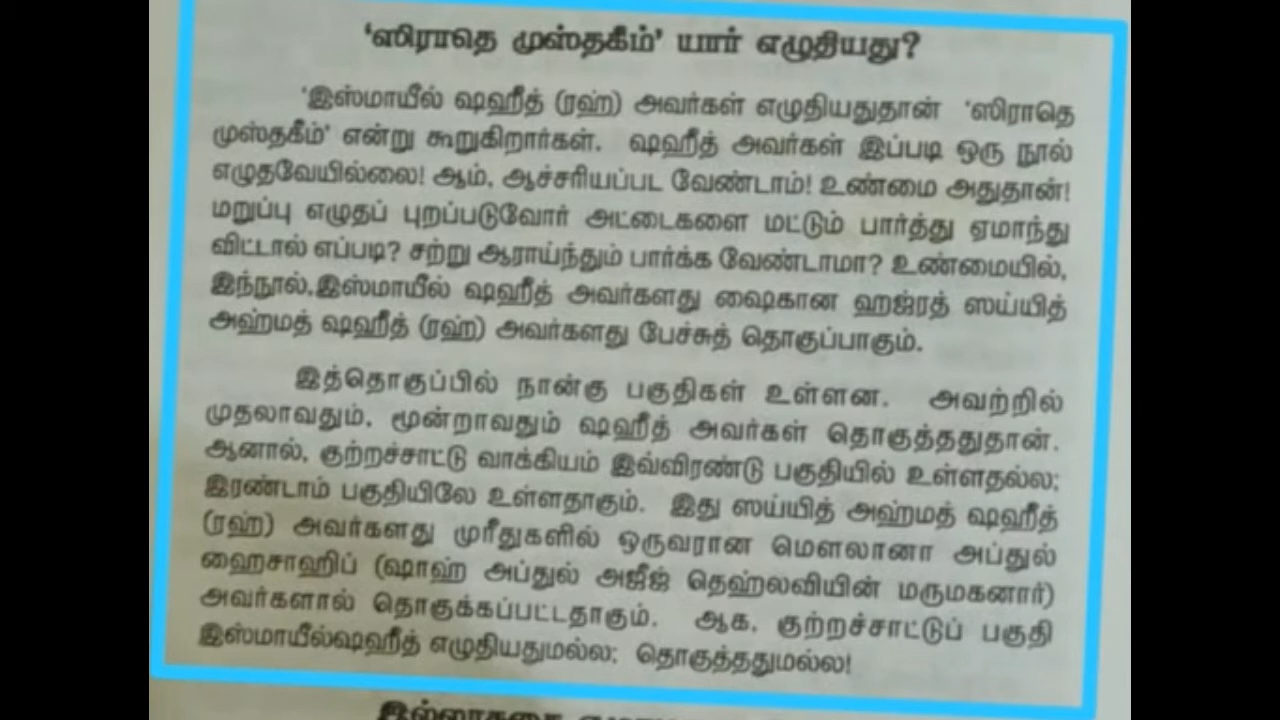 ‘ஸிராதெ முஸ்தகீம்’ யார் எழுதியது?
‘இஸ்மாயீல் ஷஹீத் (ரஹ்) அவர்கள் எழுதியதுதான் ‘ஸிராதெ
முஸ்தகீம்’ என்று கூறுகிறார்கள். ஷஹீத் அவர்கள் இப்படி ஒரு நூல்
எழுதவேயில்லை! ஆம், ஆச்சரியப்பட வேண்டாம்! உண்மை அதுதான்!
மறுப்பு எழுதப் புறப்படுவோர் அட்டைகளை மட்டும் பார்த்து ஏமாந்து
விட்டால் எப்படி? சற்று ஆராய்ந்தும் பார்க்க வேண்டாமா? உண்மையில்,
இந்நூல்,இஸ்மாயீல் ஷஹீத் அவர்களது ஷைகான ஹஜ்ரத் ஸய்யித்
அஹ்மத் ஷஹீத் (ரஹ்) அவர்களது பேச்சுத் தொகுப்பாகும்.
இத்தொகுப்பில் நான்கு பகுதிகள் உள்ளன. அவற்றில்
முதலாவதும், மூன்றாவதும் ஷஹீத் அவர்கள் தொகுத்ததுதான்.
ஆனால், குற்றச்சாட்டு வாக்கியம் இவ்விரண்டு பகுதியில் உள்ளதல்ல;
இரண்டாம் பகுதியிலே உள்ளதாகும். இது ஸய்யித் அஹ்மத் ஷஹீத்
(ரஹ்) அவர்களது முரீதுகளில் ஒருவரான மௌலானா அப்துல்
ஹைசாஹிப் (ஷாஹ் அப்துல் அஜீஜ் தெஹ்லவியின் மருமகனார்)
அவர்களால் தொகுக்கப்பட்டதாகும். ஆக, குற்றச்சாட்டுப் பகுதி
இஸ்மாயீல்ஷஹீத் எழுதியதுமல்ல; தொகுத்ததுமல்ல!